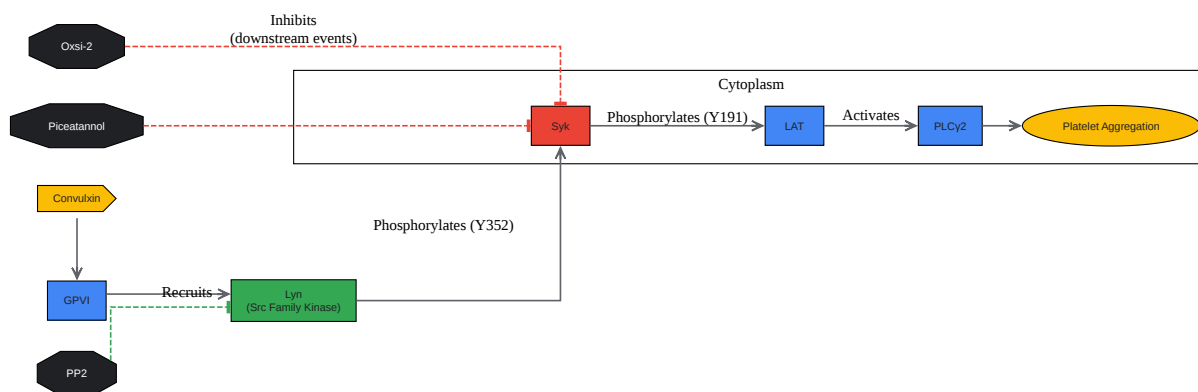 Inhibits
(downstream events)
Oxsi-2
Cytoplasm
Piceatannol
Syk
Phosphorylates (Y191)
LAT
Activates
PLCγ2
Platelet Aggregation
Convulxin
Phosphorylates (Y352)
GPVI
Recruits
Lyn
(Src Family Kinase)
PP2